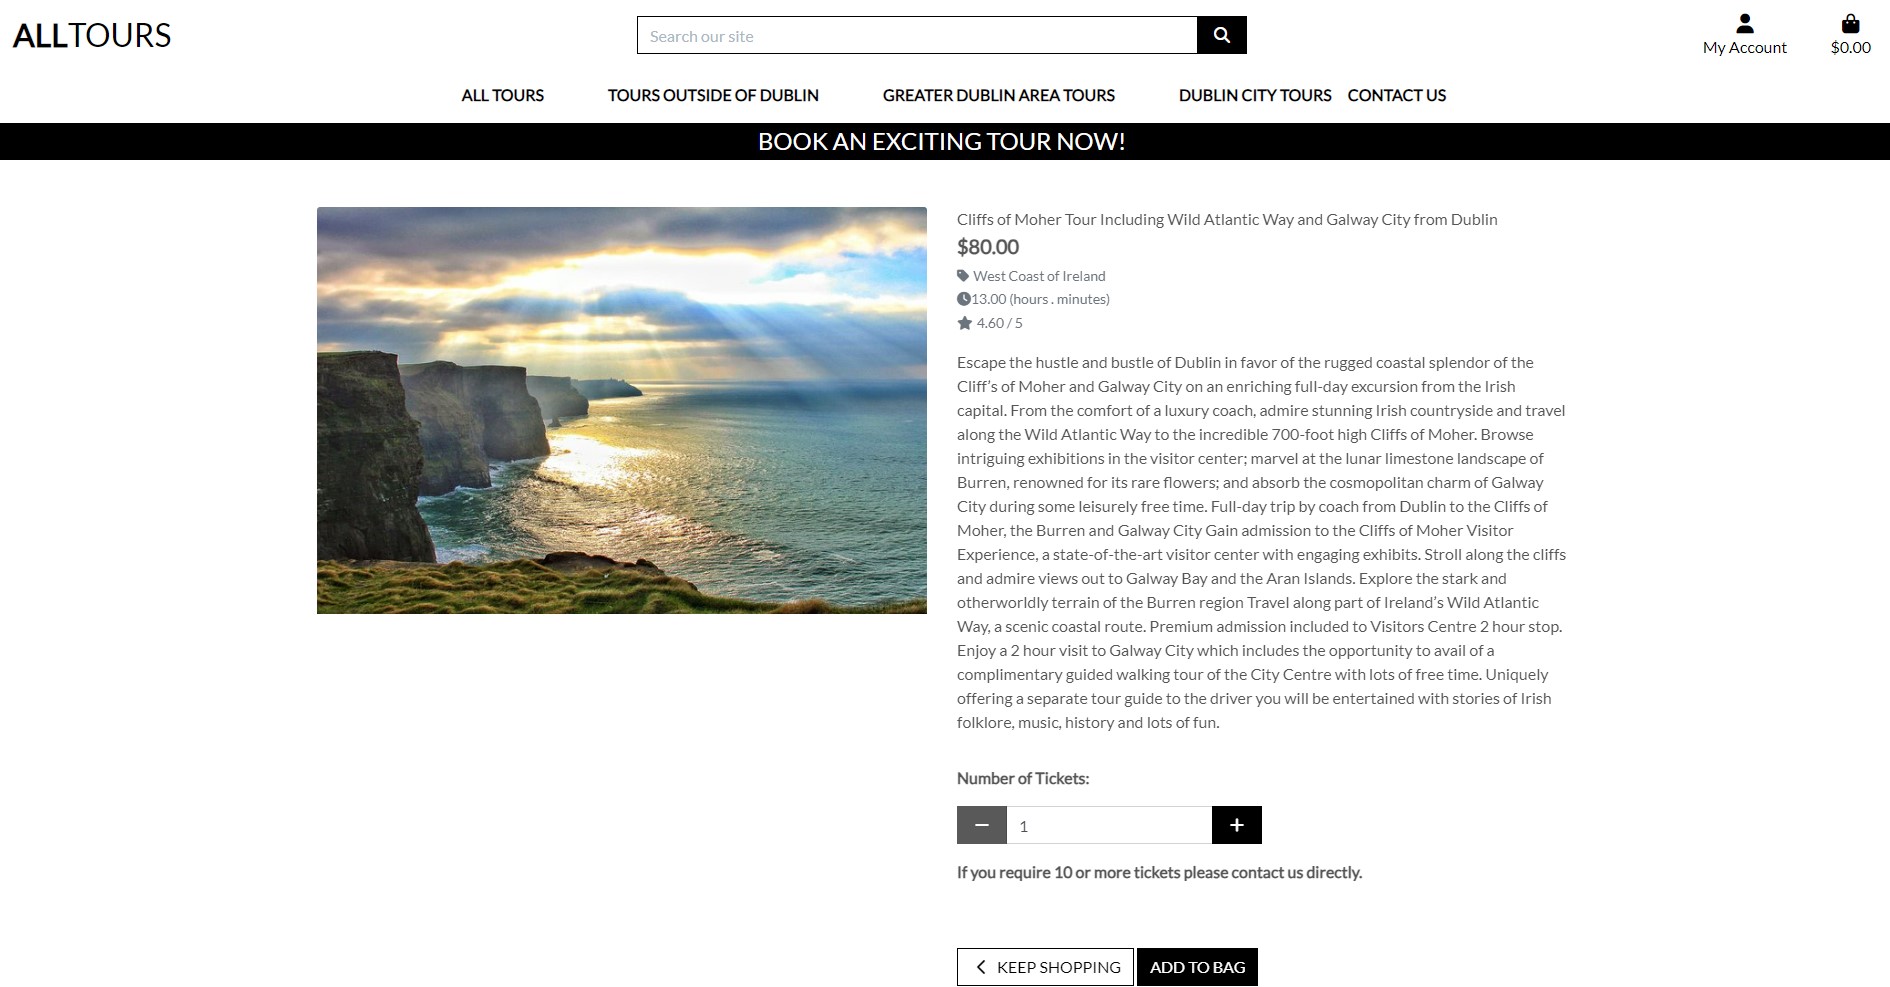 ALLTOURS
Search our site
My Account
$0.00
ALL TOURS
TOURS OUTSIDE OF DUBLIN
GREATER DUBLIN AREA TOURS
DUBLIN CITY TOURS
CONTACT US
BOOK AN EXCITING TOUR NOW!
Cliffs of Moher Tour Including Wild Atlantic Way and Galway City from Dublin
$80.00
West Coast of Ireland
13.00 (hours . minutes)
4.60 / 5
Escape the hustle and bustle of Dublin in favor of the rugged coastal splendor of the
Cliff’s of Moher and Galway City on an enriching full-day excursion from the Irish
capital. From the comfort of a luxury coach, admire stunning Irish countryside and travel
along the Wild Atlantic Way to the incredible 700-foot high Cliffs of Moher. Browse
intriguing exhibitions in the visitor center; marvel at the lunar limestone landscape of
Burren, renowned for its rare flowers; and absorb the cosmopolitan charm of Galway
City during some leisurely free time. Full-day trip by coach from Dublin to the Cliffs of
Moher, the Burren and Galway City Gain admission to the Cliffs of Moher Visitor
Experience, a state-of-the-art visitor center with engaging exhibits. Stroll along the cliffs
and admire views out to Galway Bay and the Aran Islands. Explore the stark and
otherworldly terrain of the Burren region Travel along part of Ireland’s Wild Atlantic
Way, a scenic coastal route. Premium admission included to Visitors Centre 2 hour stop.
Enjoy a 2 hour visit to Galway City which includes the opportunity to avail of a
complimentary guided walking tour of the City Centre with lots of free time. Uniquely
offering a separate tour guide to the driver you will be entertained with stories of Irish
folklore, music, history and lots of fun.
Number of Tickets:
1
If you require 10 or more tickets please contact us directly.
KEEP SHOPPING
ADD TO BAG